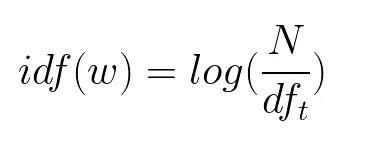 idf(w) = log(N/df_t)